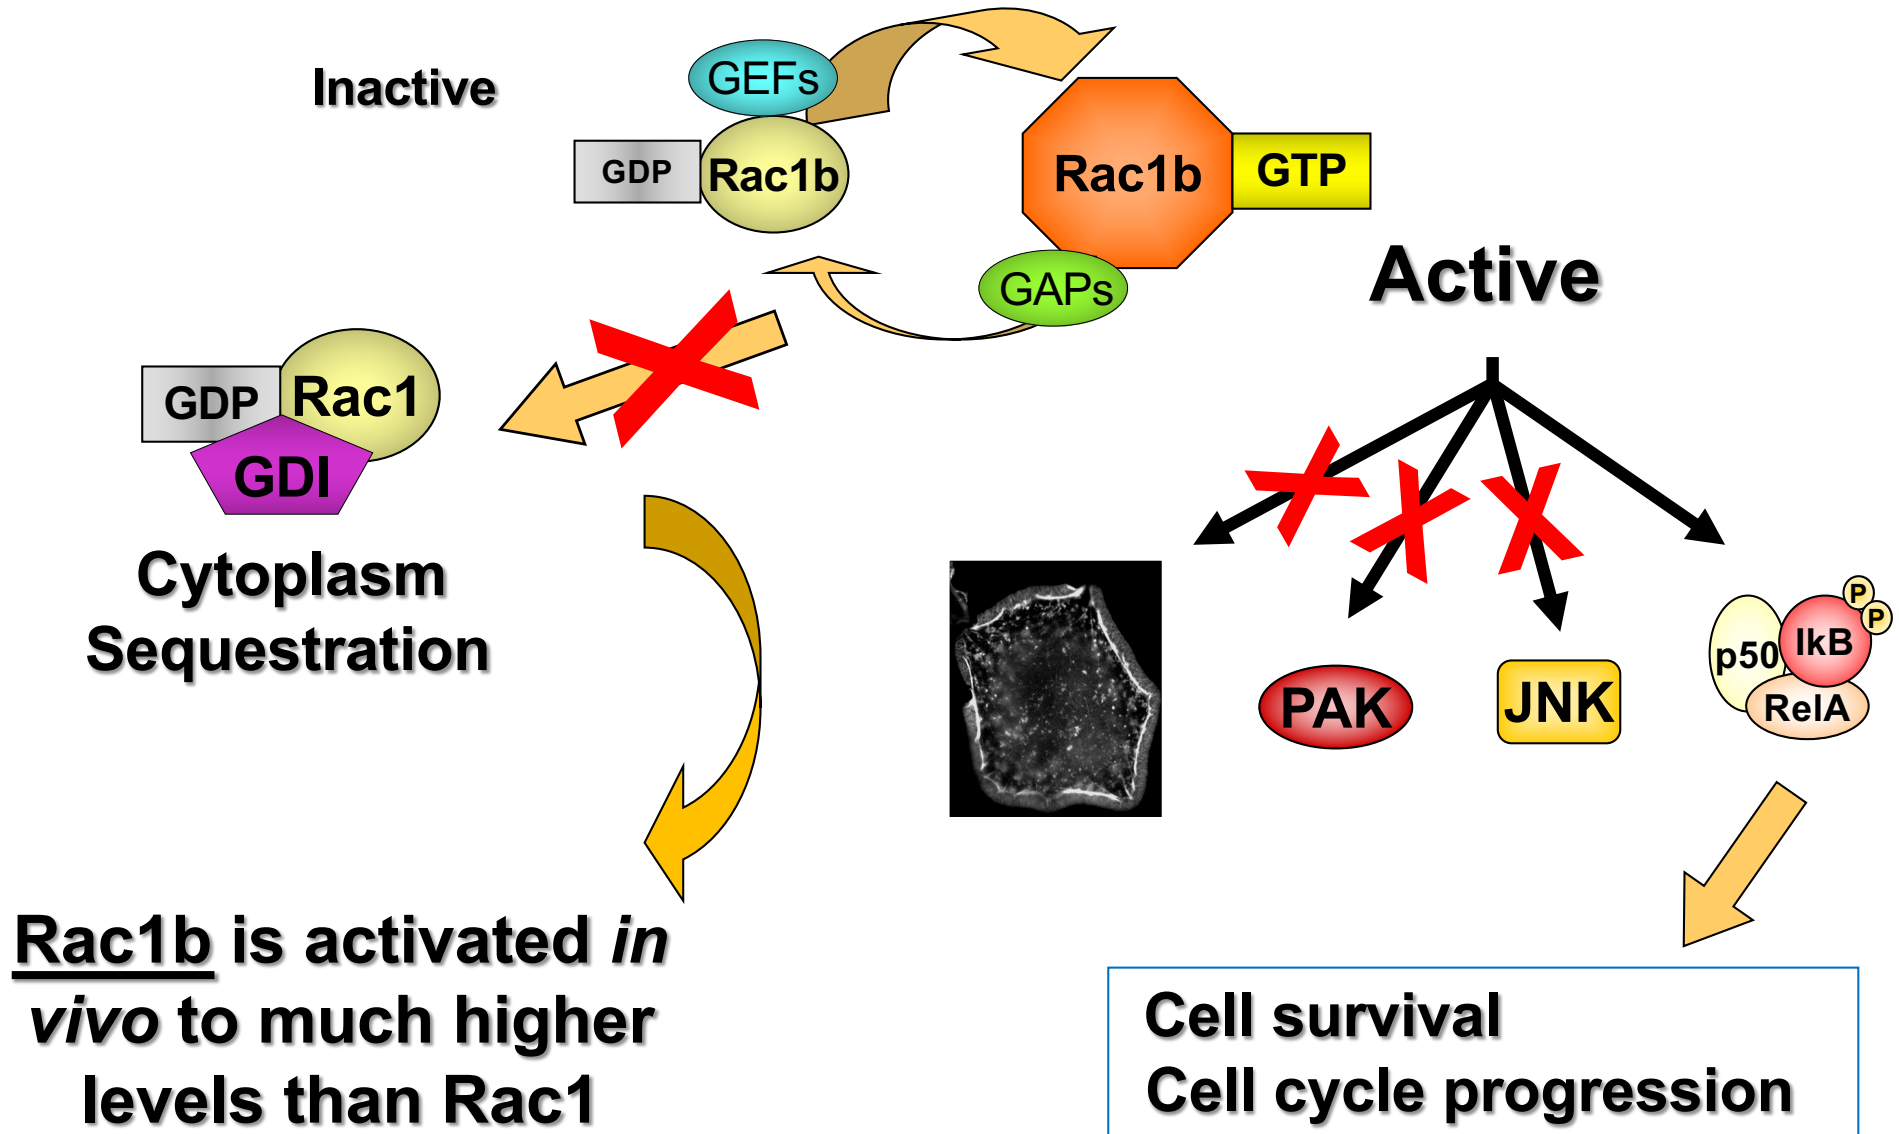 Inactive
GEFs
GDP
Rac1b
Rac1b
GTP
GAPs
Active
GDP
Rac1
GDI
Cytoplasm
Sequestration
PAK
JNK
p50
IkB
P
P
RelA
Rac1b is activated in
vivo to much higher
levels than Rac1
Cell survival
Cell cycle progression